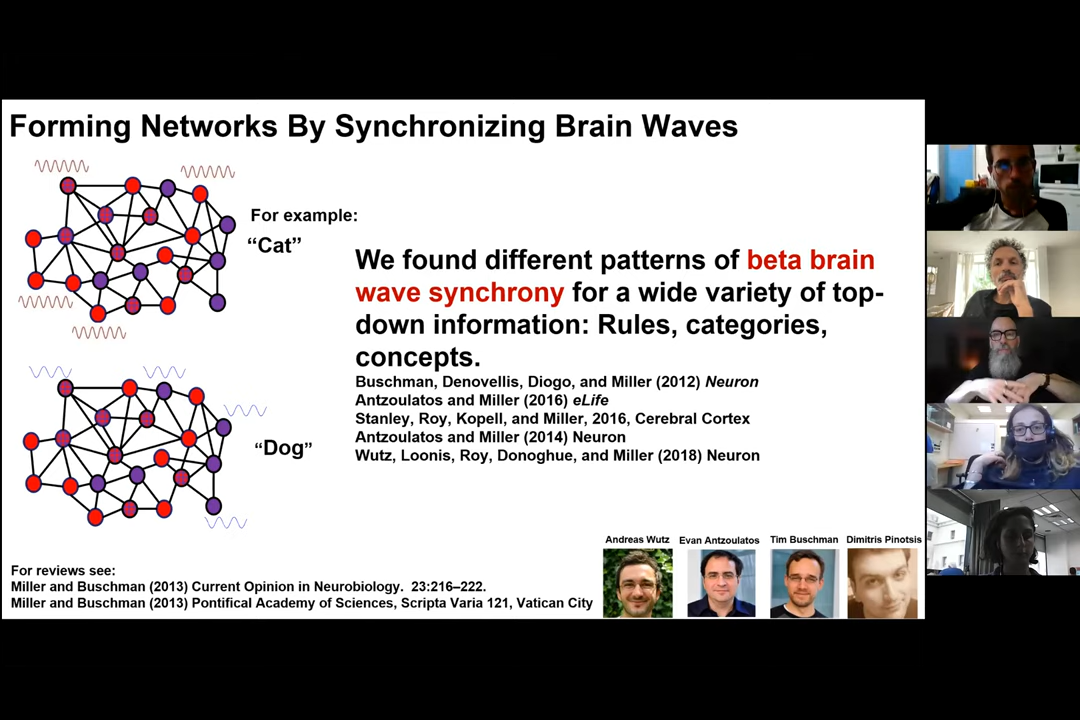 Forming Networks By Synchronizing Brain Waves
For example:
“Cat”
We found different patterns of beta brain
wave synchrony for a wide variety of top-
down information: Rules, categories,
concepts.
Buschman, Denovellis, Diogo, and Miller (2012) Neuron
Antzoulatos and Miller (2016) eLife
Stanley, Roy, Kopell, and Miller, 2016, Cerebral Cortex
Antzoulatos and Miller (2014) Neuron
Wutz, Loonis, Roy, Donoghue, and Miller (2018) Neuron
“Dog”
Andreas Wutz Evan Antzoulatos Tim Buschman Dimitris Pinotsis
For reviews see:
Miller and Buschman (2013) Current Opinion in Neurobiology. 23:216–222.
Miller and Buschman (2013) Pontifical Academy of Sciences, Scripta Varia 121, Vatican City